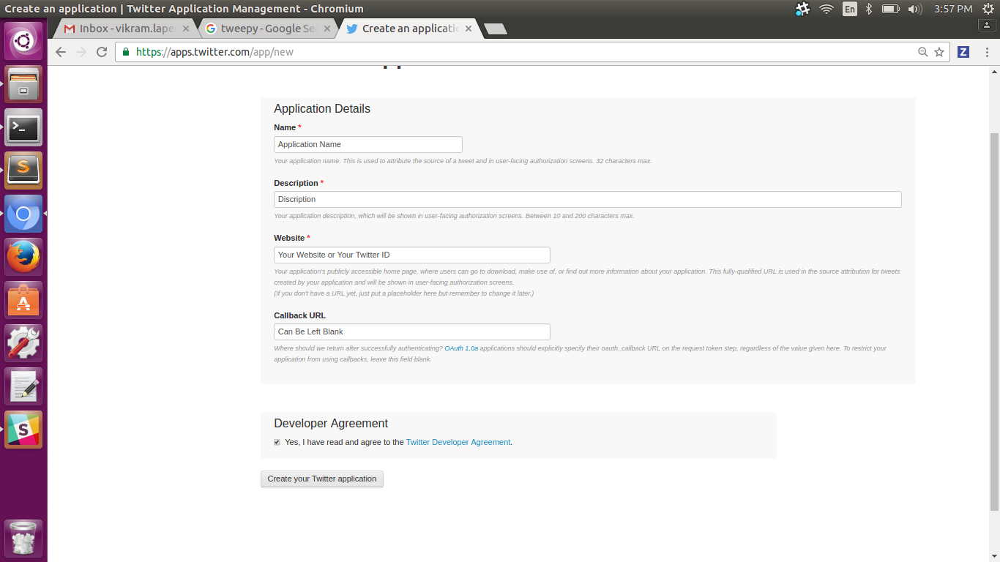 Create an application | Twitter Application Management - Chromium
En
3:57 PM
Inbox - vikram.lape
tweepy - Google Se
Create an applicati
https://apps.twitter.com/app/new
Z
Application Details
Name *
Application Name
Your application name. This is used to attribute the source of a tweet and in user-facing authorization screens. 32 characters max.
Description *
Discription
Your application description, which will be shown in user-facing authorization screens. Between 10 and 200 characters max.
Website *
Your Website or Your Twitter ID
Your application's publicly accessible home page, where users can go to download, make use of, or find out more information about your application. This fully-qualified URL is used in the source attribution for tweets
created by your application and will be shown in user-facing authorization screens.
(If you don't have a URL yet, just put a placeholder here but remember to change it later.)
Callback URL
Can Be Left Blank
Where should we return after successfully authenticating? OAuth 1.0a applications should explicitly specify their oauth_callback URL on the request token step, regardless of the value given here. To restrict your
application from using callbacks, leave this field blank.
Developer Agreement
Yes, I have read and agree to the Twitter Developer Agreement.
Create your Twitter application